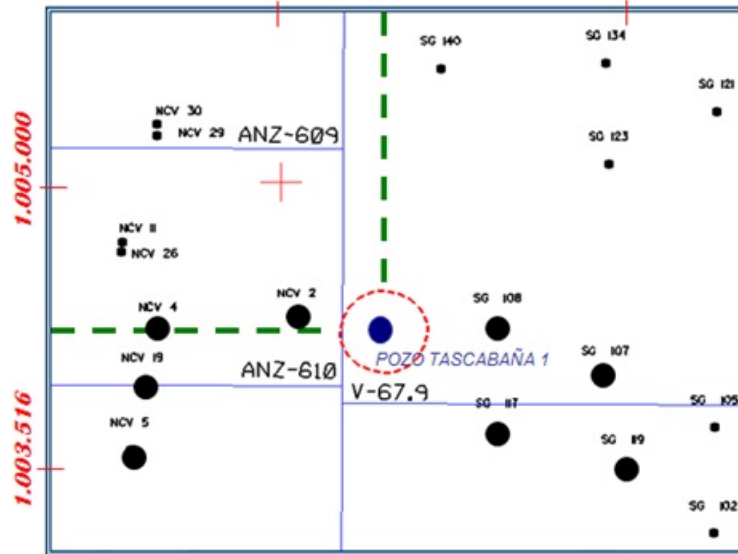 SG 134
SG 140
SG 121
NCV 30
NCV 29
ANZ-609
SG 123
1.005.000
NCV 11
NCV 26
NCV 2
NCV 4
SG 108
POZO TASCABAÑA 1
SG 107
NCV 19
ANZ-610
V-67.9
SG 105
SG 117
NCV 5
SG 119
1.003.516
SG 102